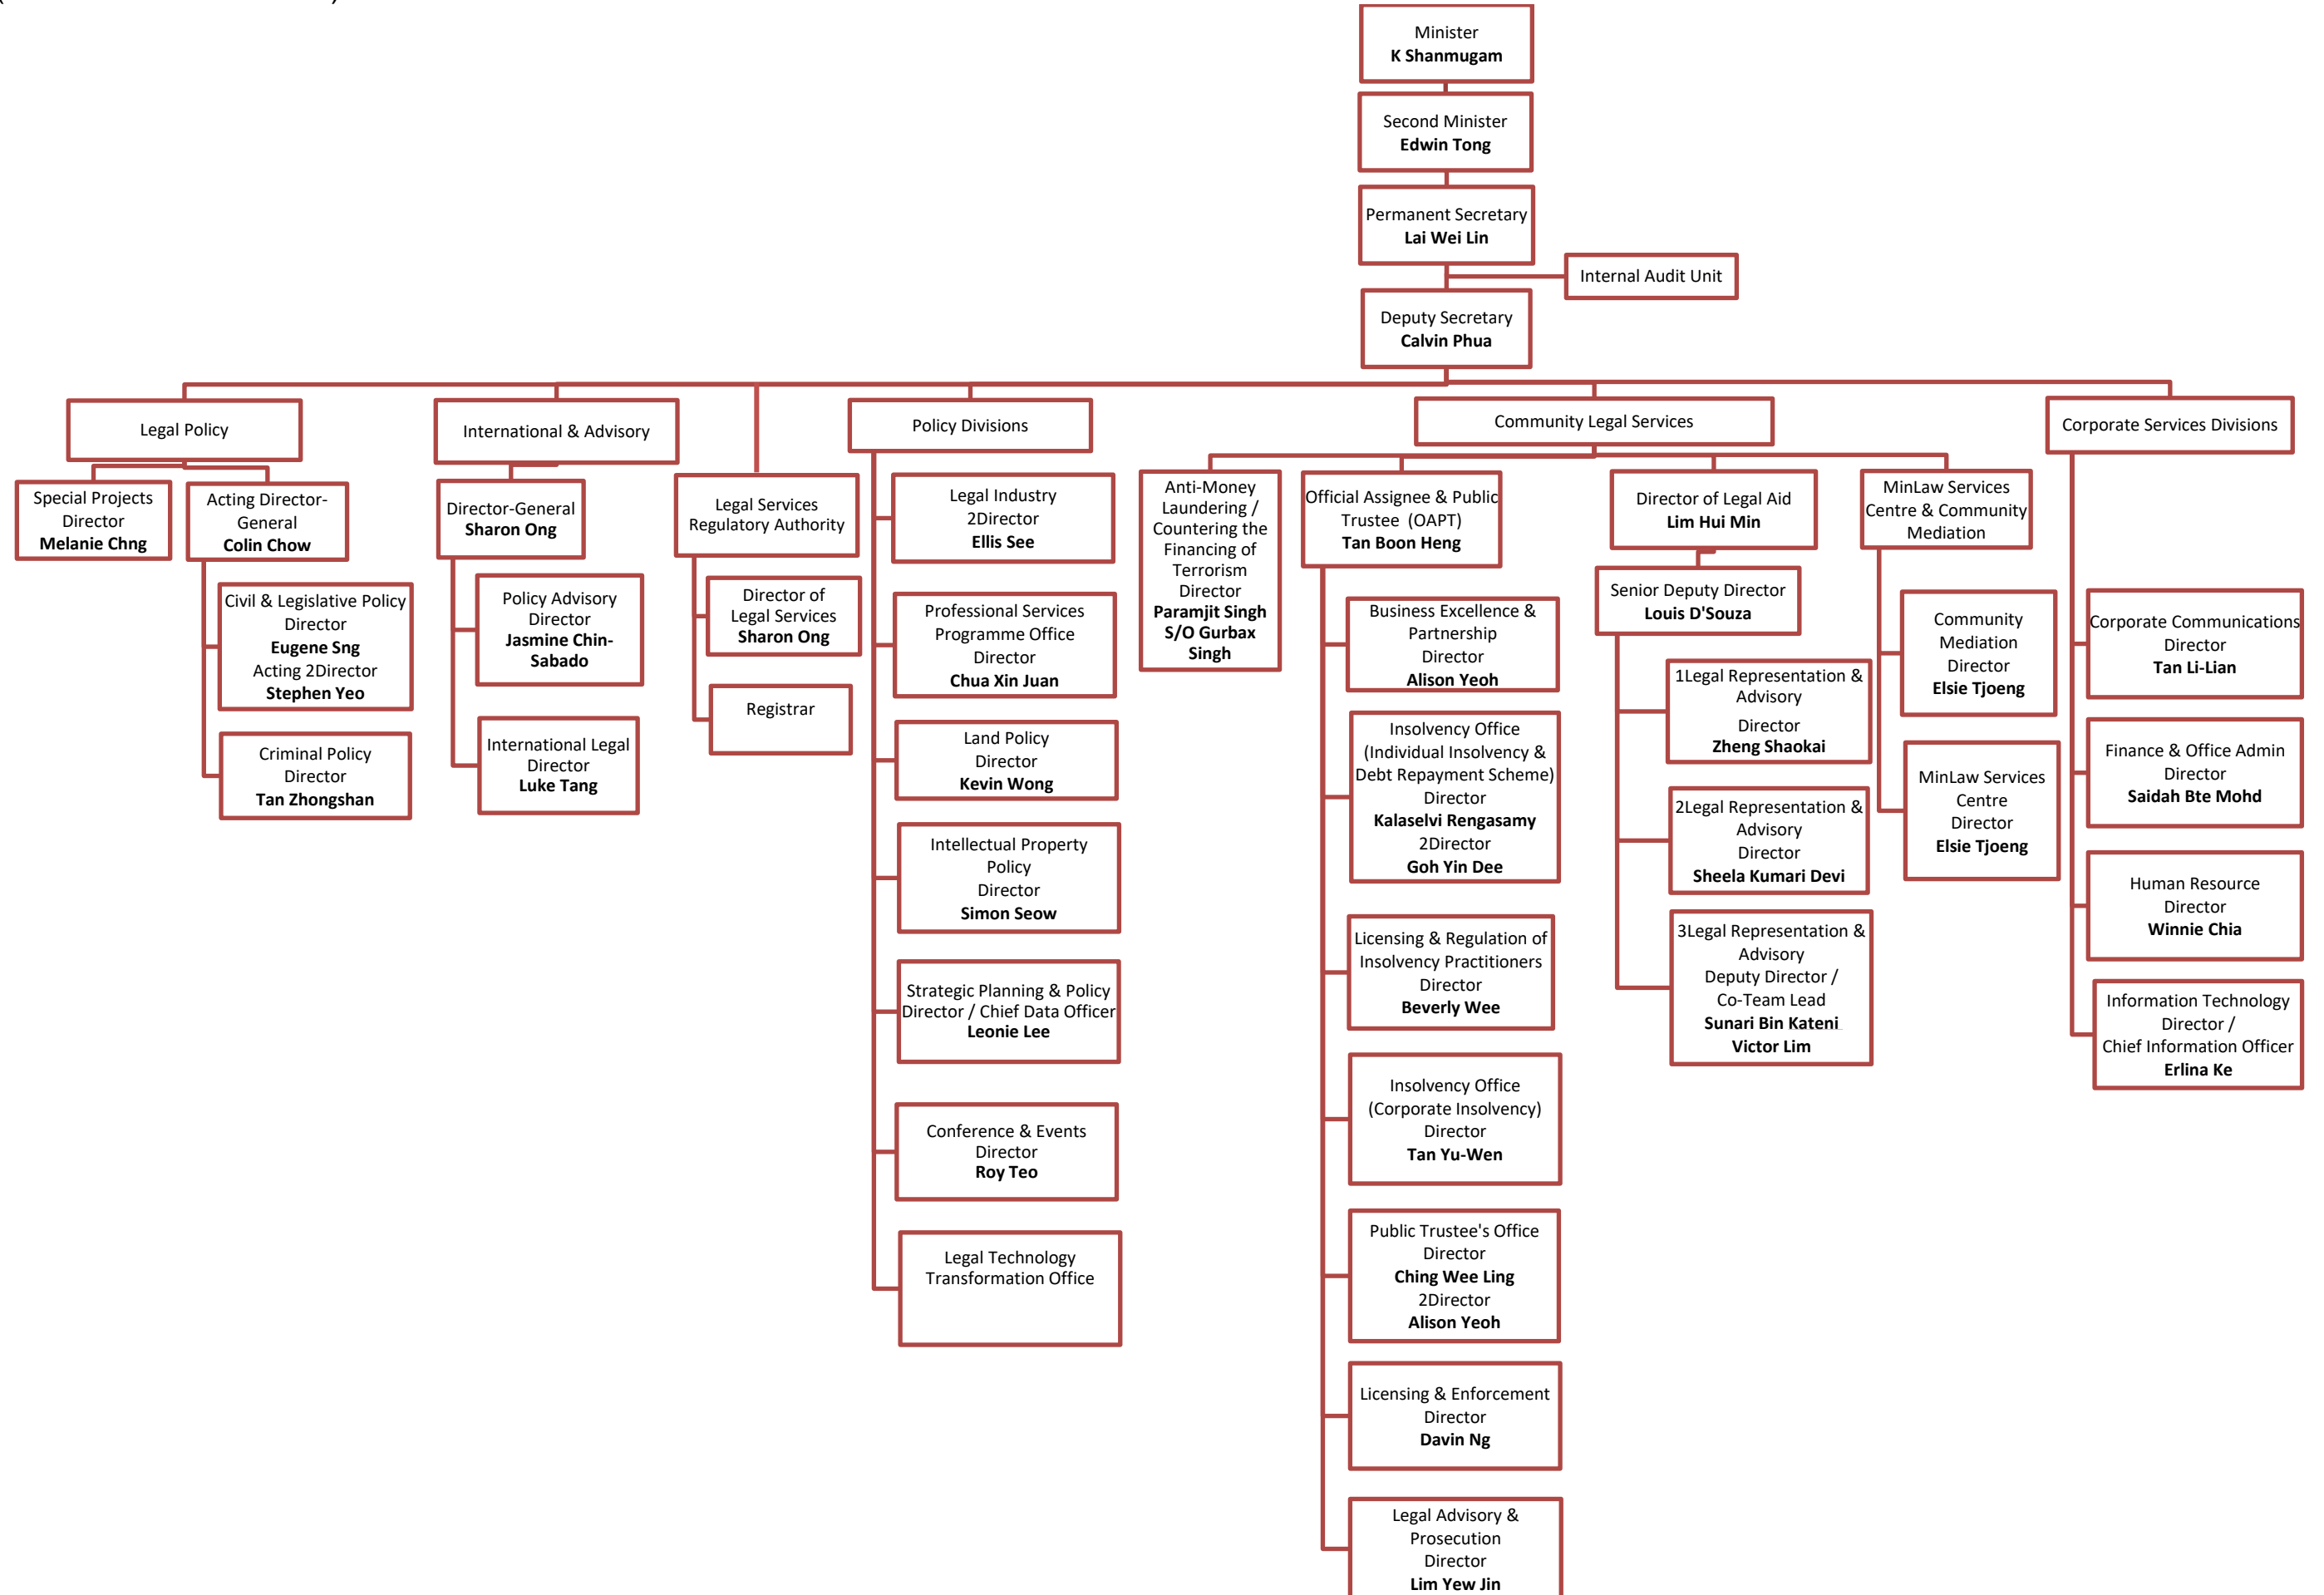 Minister
K Shanmugam
Second Minister
Edwin Tong
Permanent Secretary
Lai Wei Lin
Internal Audit Unit
Deputy Secretary
Calvin Phua
Legal Policy
Special Projects
Director
Melanie Chng
Acting Director-
General
Colin Chow
Civil & Legislative Policy
Director
Eugene Sng
Acting 2Director
Stephen Yeo
Criminal Policy
Director
Tan Zhongshan
International & Advisory
Director-General
Sharon Ong
Policy Advisory
Director
Jasmine Chin-
Sabado
International Legal
Director
Luke Tang
Legal Services
Regulatory Authority
Director of
Legal Services
Sharon Ong
Registrar
Policy Divisions
Legal Industry
2Director
Ellis See
Professional Services
Programme Office
Director
Chua Xin Juan
Land Policy
Director
Kevin Wong
Intellectual Property
Policy
Director
Simon Seow
Strategic Planning & Policy
Director / Chief Data Officer
Leonie Lee
Conference & Events
Director
Roy Teo
Legal Technology
Transformation Office
Community Legal Services
Anti-Money
Laundering /
Countering the
Financing of
Terrorism
Director
Paramjit Singh
S/O Gurbax
Singh
Official Assignee & Public
Trustee (OAPT)
Tan Boon Heng
Business Excellence &
Partnership
Director
Alison Yeoh
Insolvency Office
(Individual Insolvency &
Debt Repayment Scheme)
Director
Kalaselvi Rengasamy
2Director
Goh Yin Dee
Licensing & Regulation of
Insolvency Practitioners
Director
Beverly Wee
Insolvency Office
(Corporate Insolvency)
Director
Tan Yu-Wen
Public Trustee's Office
Director
Ching Wee Ling
2Director
Alison Yeoh
Licensing & Enforcement
Director
Davin Ng
Legal Advisory &
Prosecution
Director
Lim Yew Jin
Director of Legal Aid
Lim Hui Min
Senior Deputy Director
Louis D'Souza
1Legal Representation &
Advisory
Director
Zheng Shaokai
2Legal Representation &
Advisory
Director
Sheela Kumari Devi
3Legal Representation &
Advisory
Deputy Director /
Co-Team Lead
Sunari Bin Kateni
Victor Lim
MinLaw Services
Centre & Community
Mediation
Community
Mediation
Director
Elsie Tjoeng
MinLaw Services
Centre
Director
Elsie Tjoeng
Corporate Services Divisions
Corporate Communications
Director
Tan Li-Lian
Finance & Office Admin
Director
Saidah Bte Mohd
Human Resource
Director
Winnie Chia
Information Technology
Director /
Chief Information Officer
Erlina Ke